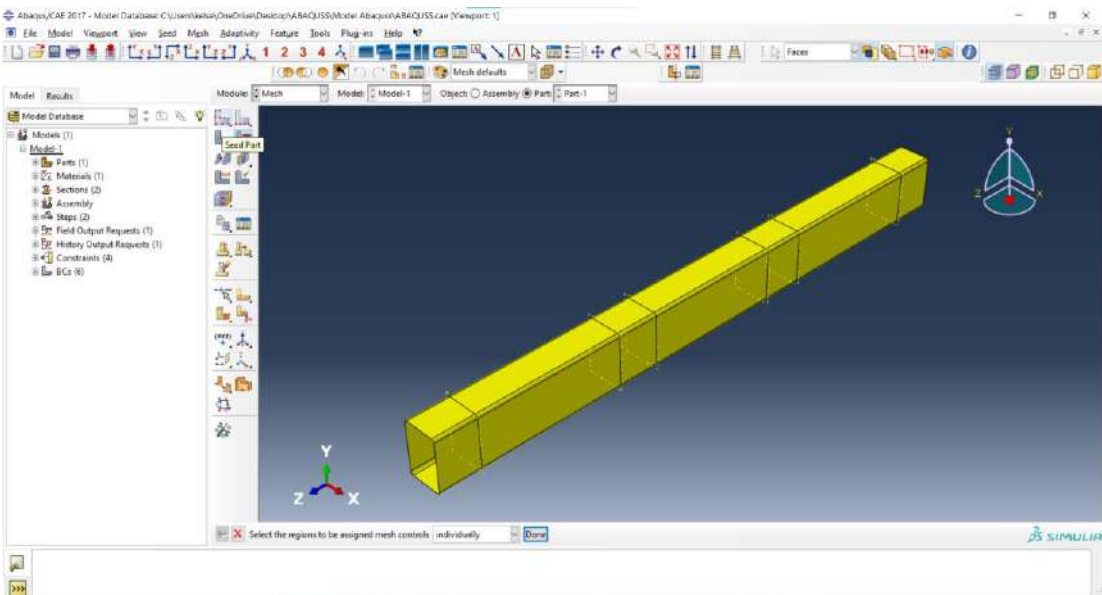 Abaqus/CAE 2017 - Model Database: C:\Users\kelse\OneDrive\Desktop\ABAQUSS\Model Abaquss\ABAQUSS.cae [Viewport: 1]
File Model Viewport View Seed Mesh Adaptivity Feature Tools Plug-ins Help
1 2 3 4 A Faces
Mesh defaults
Model Results
Module: Mesh Model: Model-1 Object: Assembly Part: Part-1
Model Database
Models (1)
Model-1
Parts (1)
Materials (1)
Sections (2)
Assembly
Steps (2)
Field Output Requests (1)
History Output Requests (1)
Constraints (4)
BCs (6)
Seed Part
(XYZ)
Y
Z
X
Y
Z
X
Select the regions to be assigned mesh controls individually Done
SIMULIA
>>>